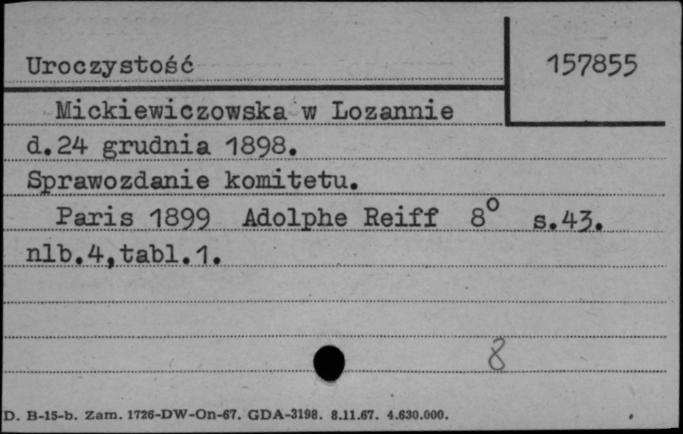 Uroczystość 157855
Mickiewiczowska w Lozannie
d.24 grudnia 1898.
Sprawozdanie komitetu.
Paris 1899 Adolphe Reiff 8° s.43.
nlb.4,tabl.1.
8
D. B-15-b. Zam. 1726-DW-On-67. GDA-3198. 8.11.67. 4.630.000.